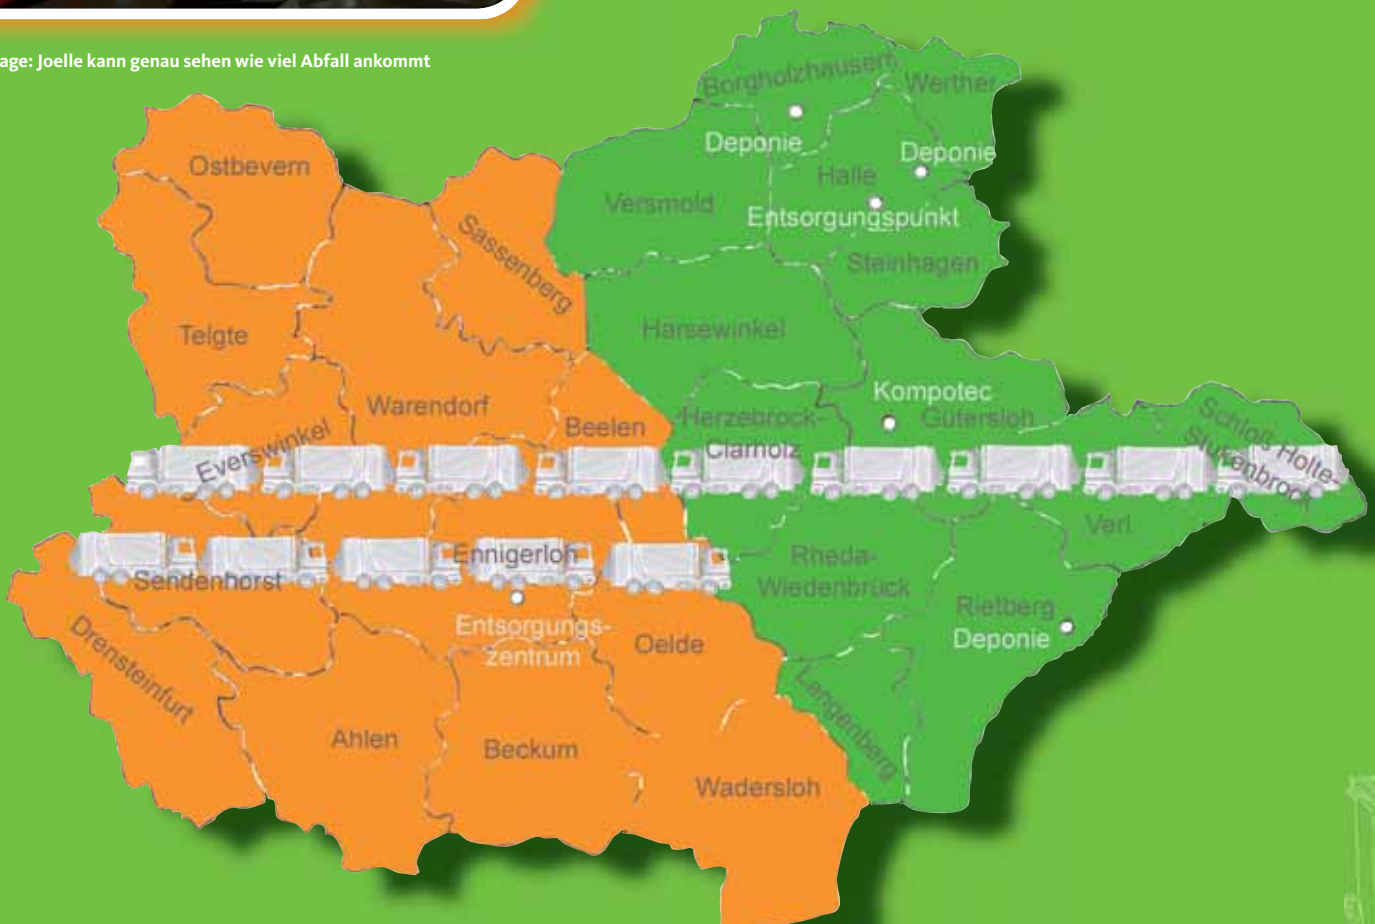 age: Joelle kann genau sehen wie viel Abfall ankommt
Borgholzhausen
Werther
Deponie
Deponie
Ostbevern
Halle
Versmold
Entsorgungspunkt
Sassenberg
Steinhagen
Telgte
Harsewinkel
Kompotec
Warendorf
Beelen
Herzebrock-
Clarholz
Gütersloh
Schloß Holte-
Stukenbrock
Everswinkel
Verl
Ennigerloh
Sendenhorst
Rheda-
Wiedenbrück
Rietberg
Deponie
Entsorgungs-
zentrum
Oelde
Drensteinfurt
Langenberg
Ahlen
Beckum
Wadersloh